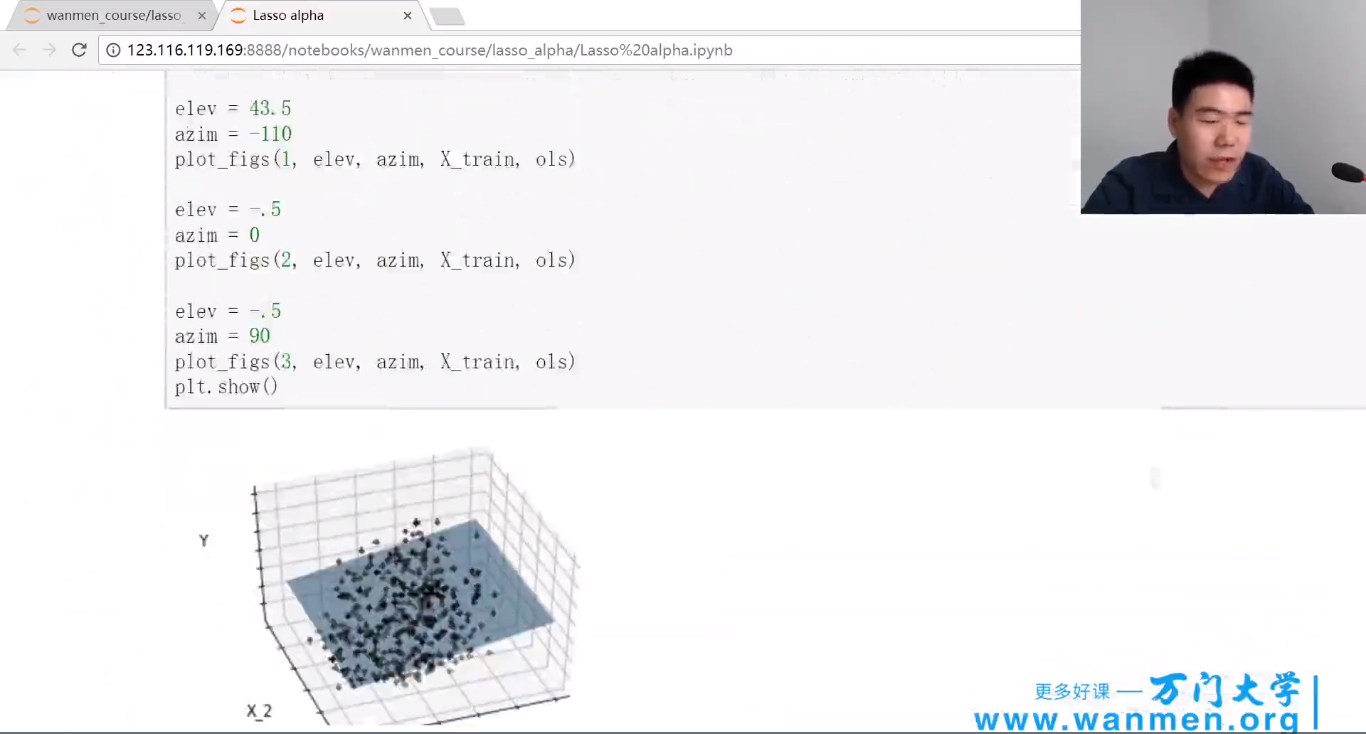 wanmen_course/lasso_
Lasso alpha
123.116.119.169:8888/notebooks/wanmen_course/lasso_alpha/Lasso%20alpha.ipynb
elev = 43.5
azim = -110
plot_figs(1, elev, azim, X_train, ols)
elev = -.5
azim = 0
plot_figs(2, elev, azim, X_train, ols)
elev = -.5
azim = 90
plot_figs(3, elev, azim, X_train, ols)
plt.show()
Y
X_2
更多好课 — 万门大学
www.wanmen.org